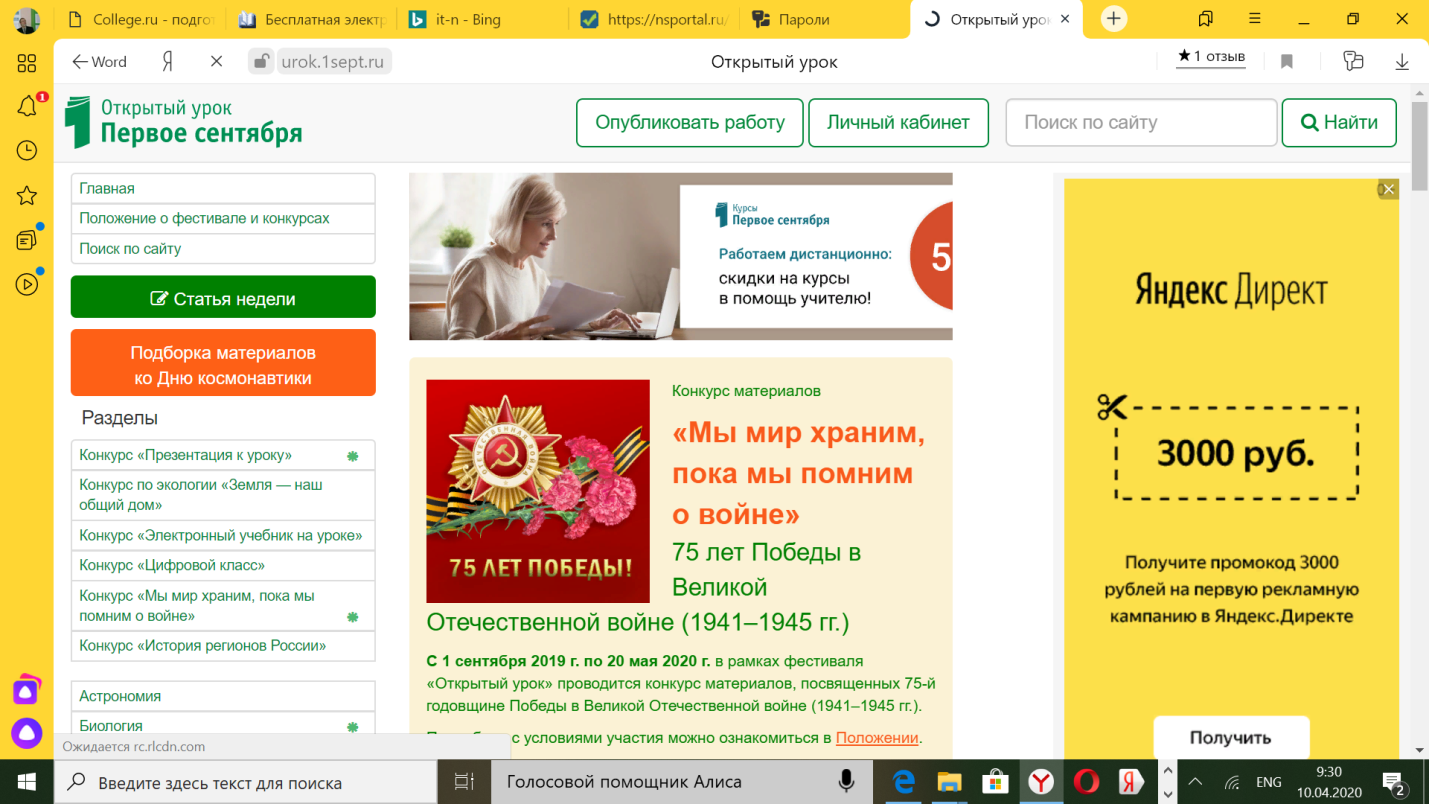 College.ru - подгот
Бесплатная электр
it-n - Bing
https://nsportal.ru/
Пароли
Открытый уро
Word
urok.1sept.ru
Открытый урок
★1 отзыв
1
Открытый урок
Первое сентября
Опубликовать работу
Личный кабинет
Поиск по сайту
Найти
Главная
Положение о фестивале и конкурсах
Поиск по сайту
Статья недели
Подборка материалов
ко Дню космонавтики
Разделы
Конкурс «Презентация к уроку»
Конкурс по экологии «Земля — наш
общий дом»
Конкурс «Электронный учебник на уроке»
Конкурс «Цифровой класс»
Конкурс «Мы мир храним, пока мы
помним о войне»
Конкурс «История регионов России»
Астрономия
Биология
Ожидается rc.rlcdn.com
Курсы
Первое сентября
Работаем дистанционно:
скидки на курсы
в помощь учителю!
5
ОТЕЧЕСТВЕННАЯ ВОЙНА
75 ЛЕТ ПОБЕДЫ!
Конкурс материалов
«Мы мир храним,
пока мы помним
о войне»
75 лет Победы в
Великой
Отечественной войне (1941–1945 гг.)
С 1 сентября 2019 г. по 20 мая 2020 г. в рамках фестиваля
«Открытый урок» проводится конкурс материалов, посвященных 75-й
годовщине Победы в Великой Отечественной войне (1941–1945 гг.).
с условиями участия можно ознакомиться в Положении.
Яндекс Директ
3000 руб.
Получите промокод 3000
рублей на первую рекламную
кампанию в Яндекс.Директе
Получить
Введите здесь текст для поиска
Голосовой помощник Алиса
ENG
9:30
10.04.2020
2